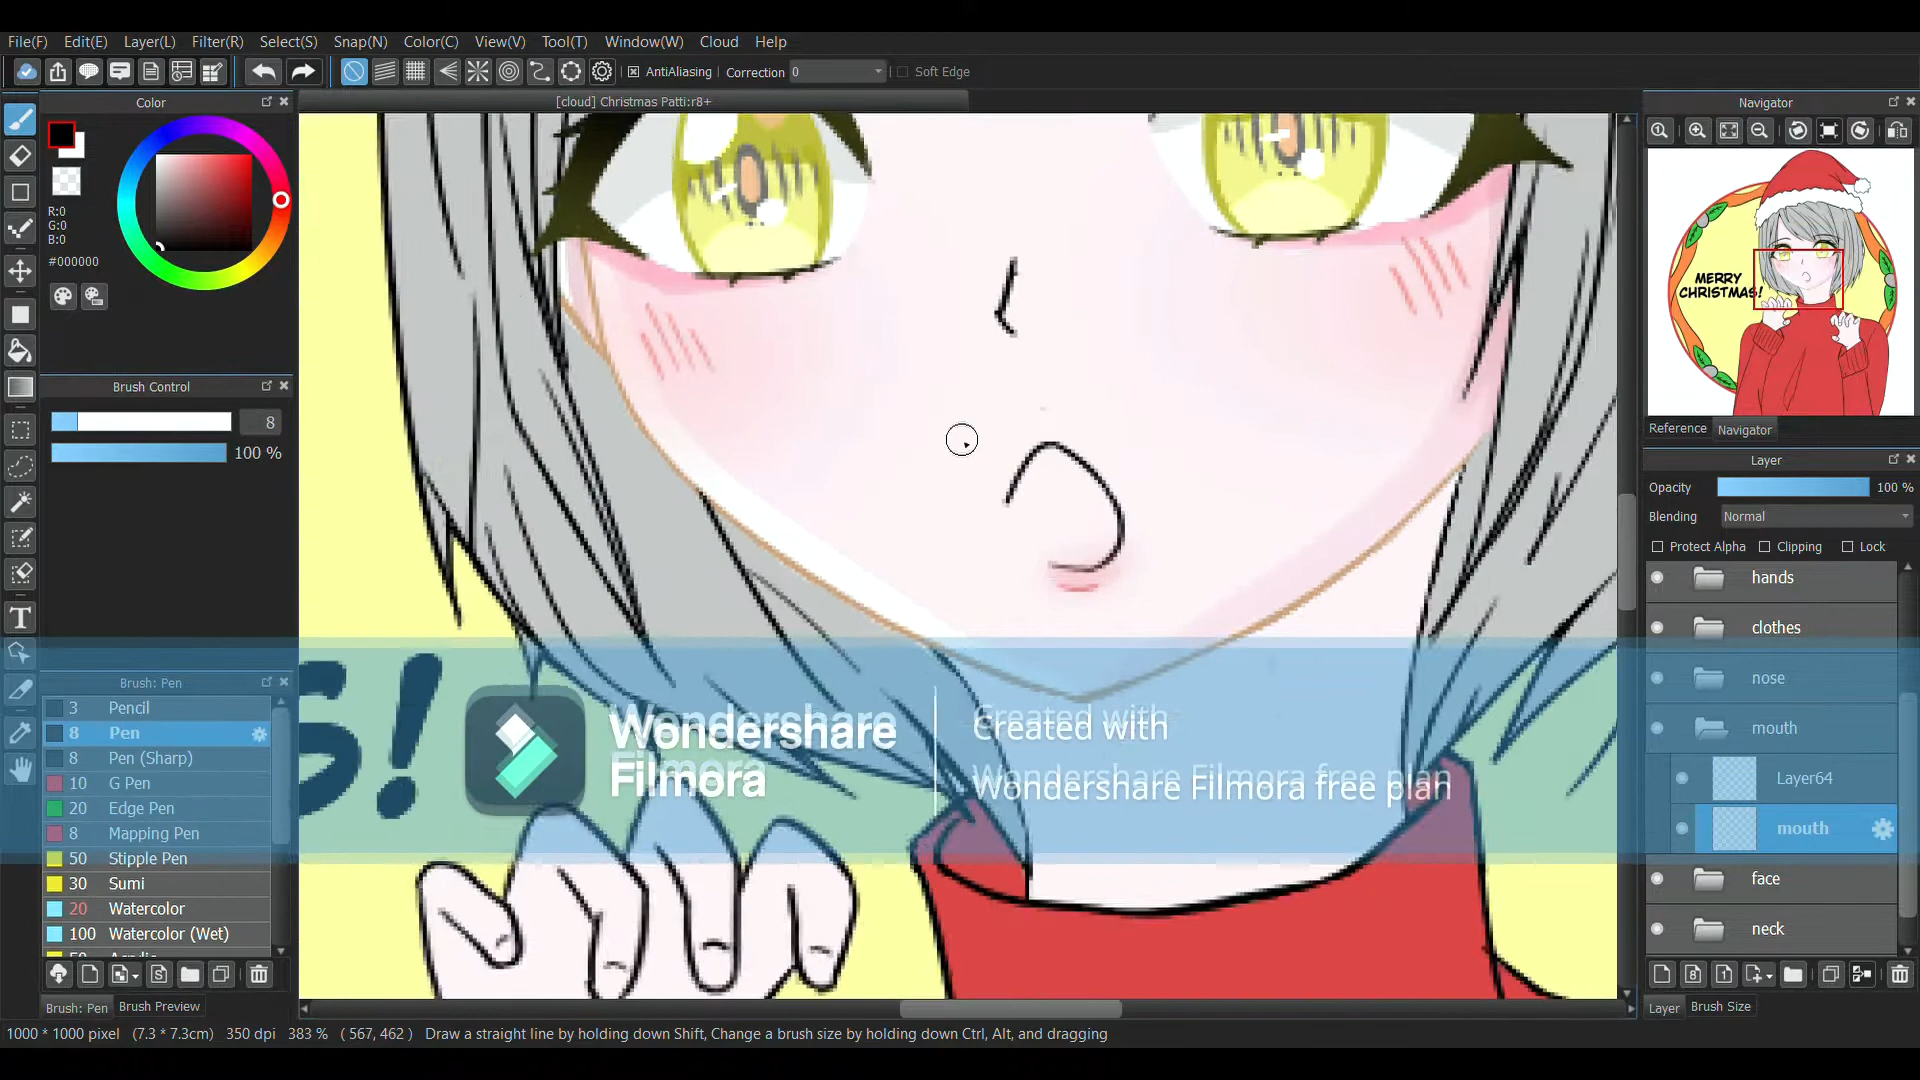 File(F) Edit(E) Layer(L) Filter(R) Select(S) Snap(N) Color(C) View(V) Tool(T) Window(W) Cloud Help
AntiAliasing Correction 0 Soft Edge
Color
[cloud] Christmas Patti:r8+
Navigator
R:0
G:0
B:0
#000000
MERRY
CHRISTMAS!
Brush Control
8
100 %
Reference Navigator
Layer
Opacity 100 %
Blending Normal
Protect Alpha Clipping Lock
hands
clothes
nose
mouth
Layer64
mouth
face
neck
S!
Wondershare
Filmora
Created with
Wondershare Filmora free plan
Brush: Pen
3 Pencil
8 Pen
8 Pen (Sharp)
10 G Pen
20 Edge Pen
8 Mapping Pen
50 Stipple Pen
30 Sumi
20 Watercolor
100 Watercolor (Wet)
Brush: Pen Brush Preview
Layer Brush Size
1000 * 1000 pixel (7.3 * 7.3cm) 350 dpi 383 % ( 567, 462 ) Draw a straight line by holding down Shift, Change a brush size by holding down Ctrl, Alt, and dragging